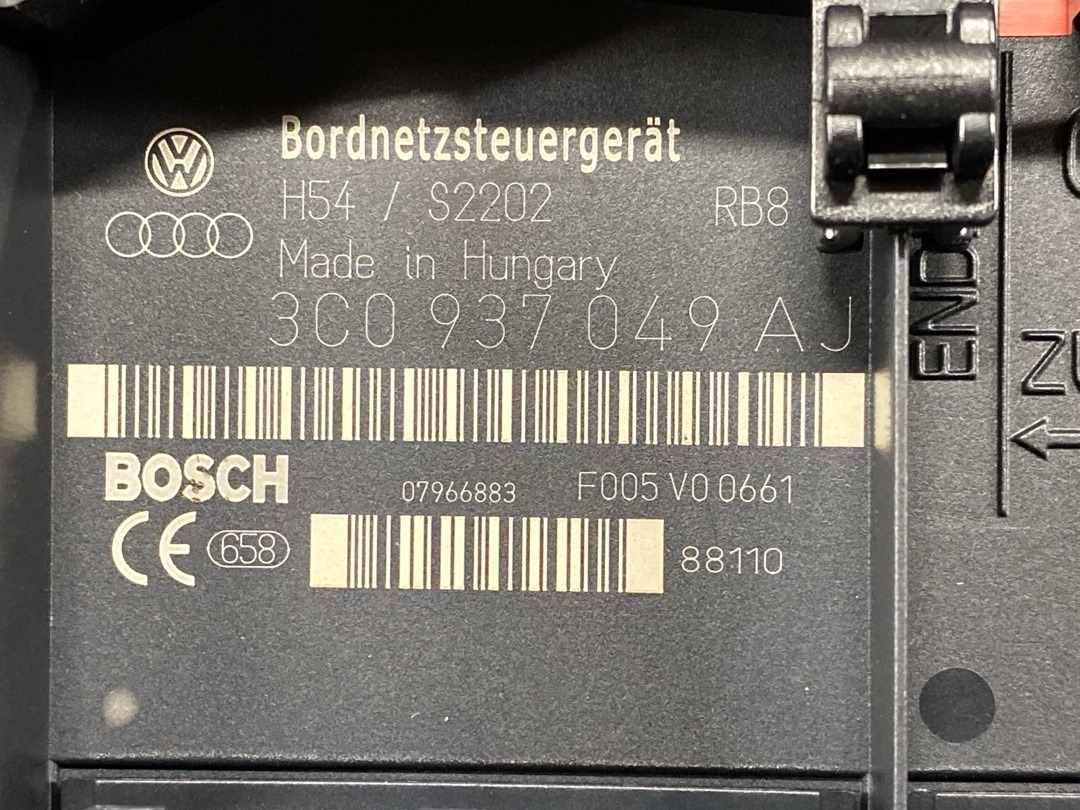 Bordnetzsteuergerät
H54 / S2202 RB8
Made in Hungary
3C0 937 049 AJ
BOSCH 07966883 F005 V0 0661
CE 658 88110
END